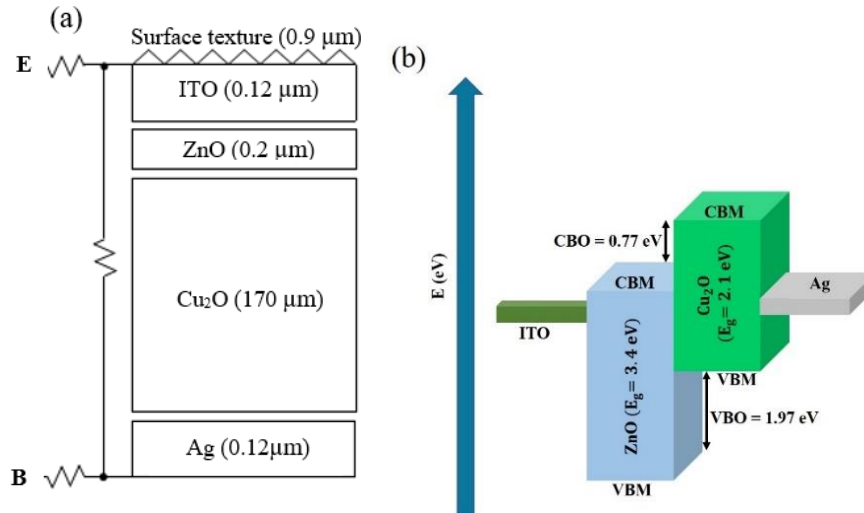 (a)
Surface texture (0.9 µm)
E
ITO (0.12 µm)
ZnO (0.2 µm)
Cu₂O (170 µm)
Ag (0.12µm)
B
(b)
E (eV)
CBM
CBO = 0.77 eV
CBM
Cu₂O
(E_g= 2.1 eV)
Ag
ITO
ZnO (E_g= 3.4 eV)
VBM
VBO = 1.97 eV
VBM